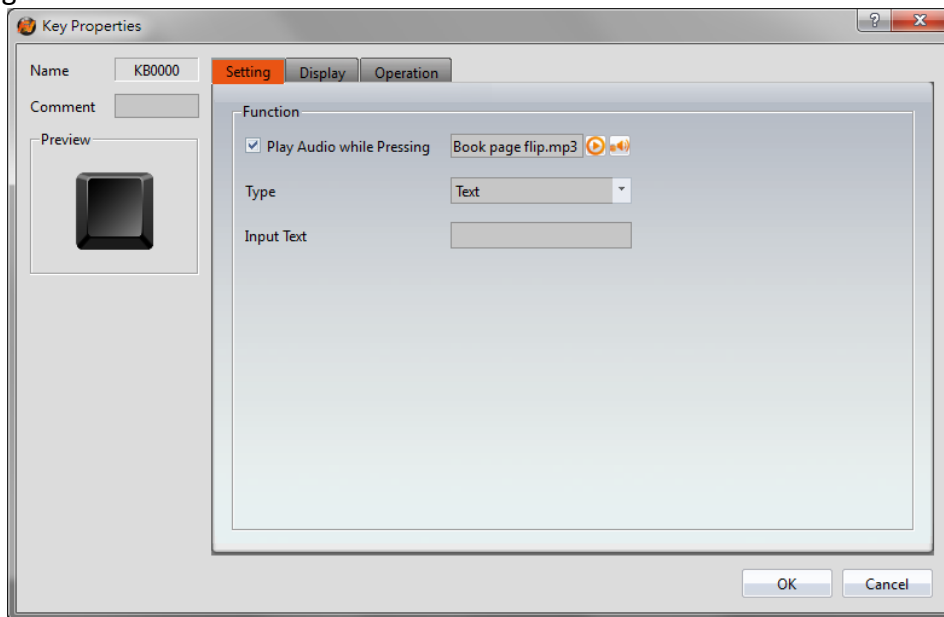 Key Properties
Name KB0000
Comment
Preview
Setting Display Operation
Function
Play Audio while Pressing Book page flip.mp3
Type Text
Input Text
OK Cancel